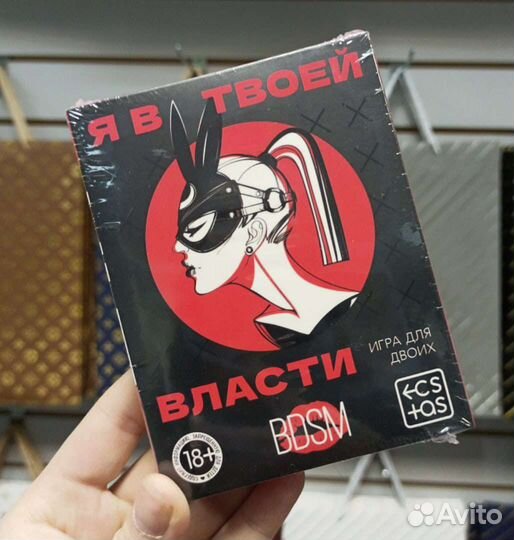 Я В ТВОЕЙ
ВЛАСТИ
ИГРА ДЛЯ
ДВОИХ
BDSM
18+
ECS
TAS
Avito